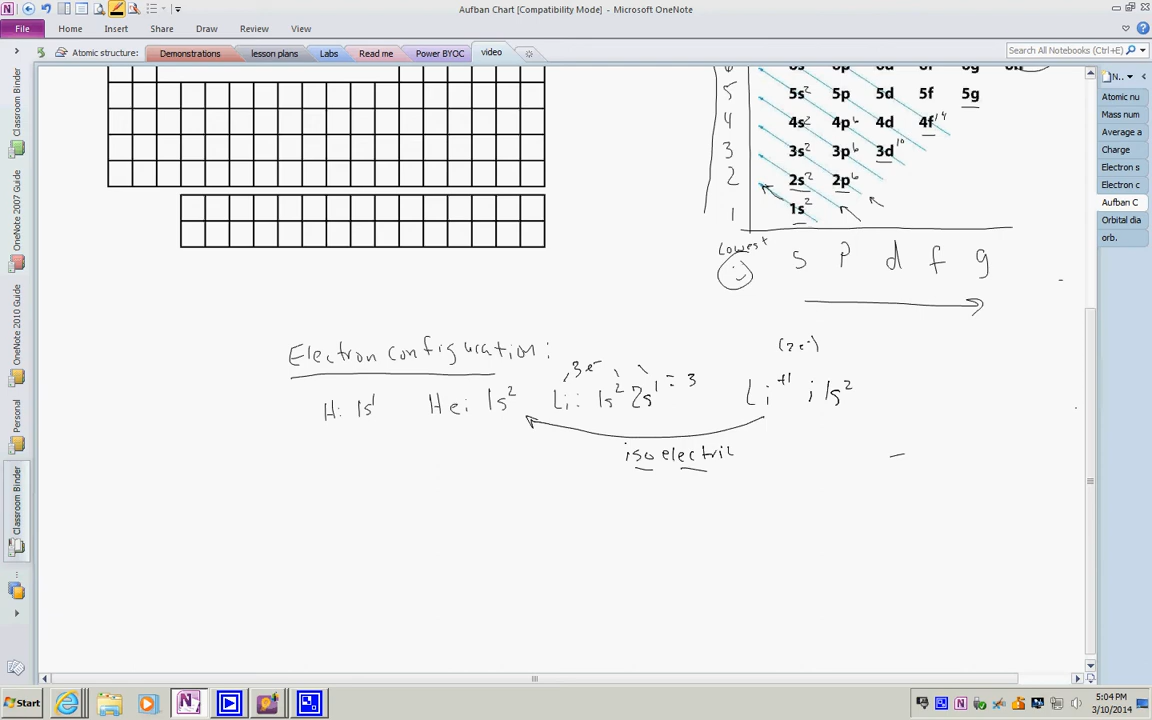 Aufban Chart [Compatibility Mode] - Microsoft OneNote
File Home Insert Share Draw Review View
Atomic structure: Demonstrations lesson plans Labs Read me Power BYOC video
Search All Notebooks (Ctrl+E)
N..
Atomic nu
Mass num
Average a
Charge
Electron s
Electron c
Aufban C
Orbital dia
orb.
Classroom Binder
OneNote 2007 Guide
OneNote 2010 Guide
Personal
Classroom Binder
5 5s² 5p 5d 5f 5g
4 4s² 4p⁶ 4d 4f¹⁴
3 3s² 3p⁶ 3d¹⁰
2 2s² 2p⁶
1 1s²
Lowest s p d f g
Electron configuration:
3e⁻ (2e⁻)
H: 1s¹ He: 1s² Li: 1s² 2s¹ = 3 Li⁺¹ : 1s²
isoelectric
Start
5:04 PM
3/10/2014